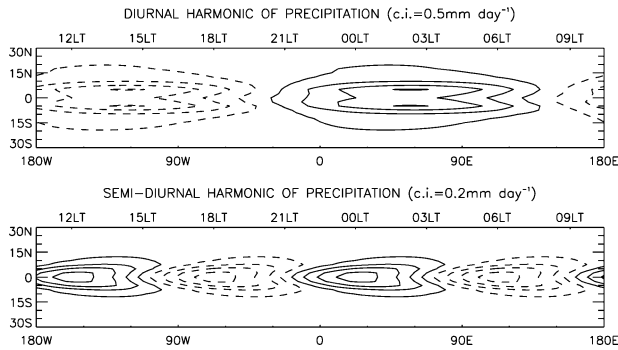 DIURNAL HARMONIC OF PRECIPITATION (c.i.=0.5mm day⁻¹)
12LT 15LT 18LT 21LT 00LT 03LT 06LT 09LT
30N
15N
0
15S
30S
180W 90W 0 90E 180E
SEMI-DIURNAL HARMONIC OF PRECIPITATION (c.i.=0.2mm day⁻¹)
12LT 15LT 18LT 21LT 00LT 03LT 06LT 09LT
30N
15N
0
15S
30S
180W 90W 0 90E 180E